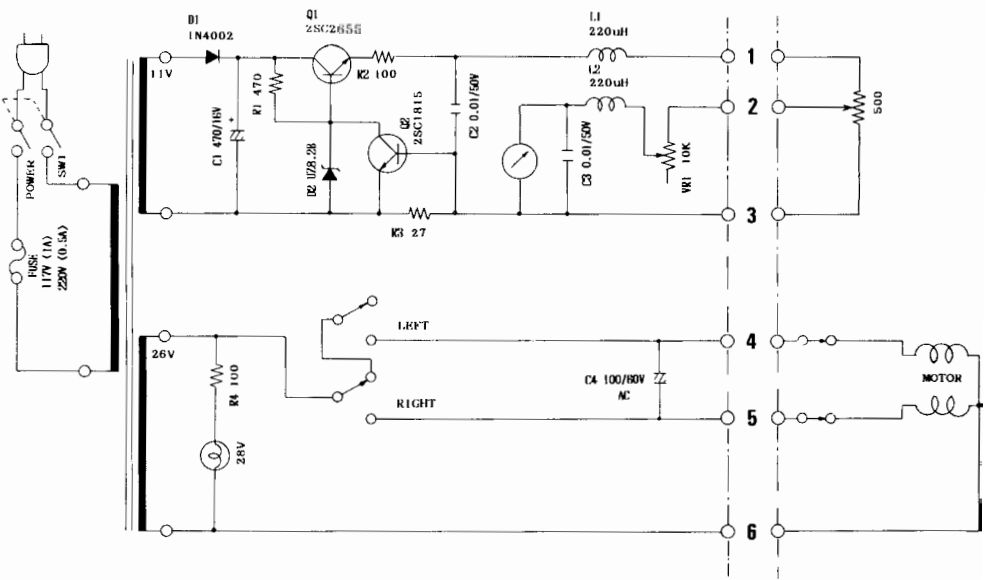 D1
1N4002
Q1
2SC2655
L1
220uH
L2
220uH
11V
R2 100
R1 470
C1 470/16V
+
D2 UZ8.2B
Q2
2SC1815
C2 0.01/50V
C3 0.01/50V
VR1 10K
R3 27
1
2
3
500
POWER
SW1
FUSE
117V (1A)
220V (0.5A)
26V
R4 100
28V
LEFT
RIGHT
C4 100/60V
AC
4
5
6
MOTOR